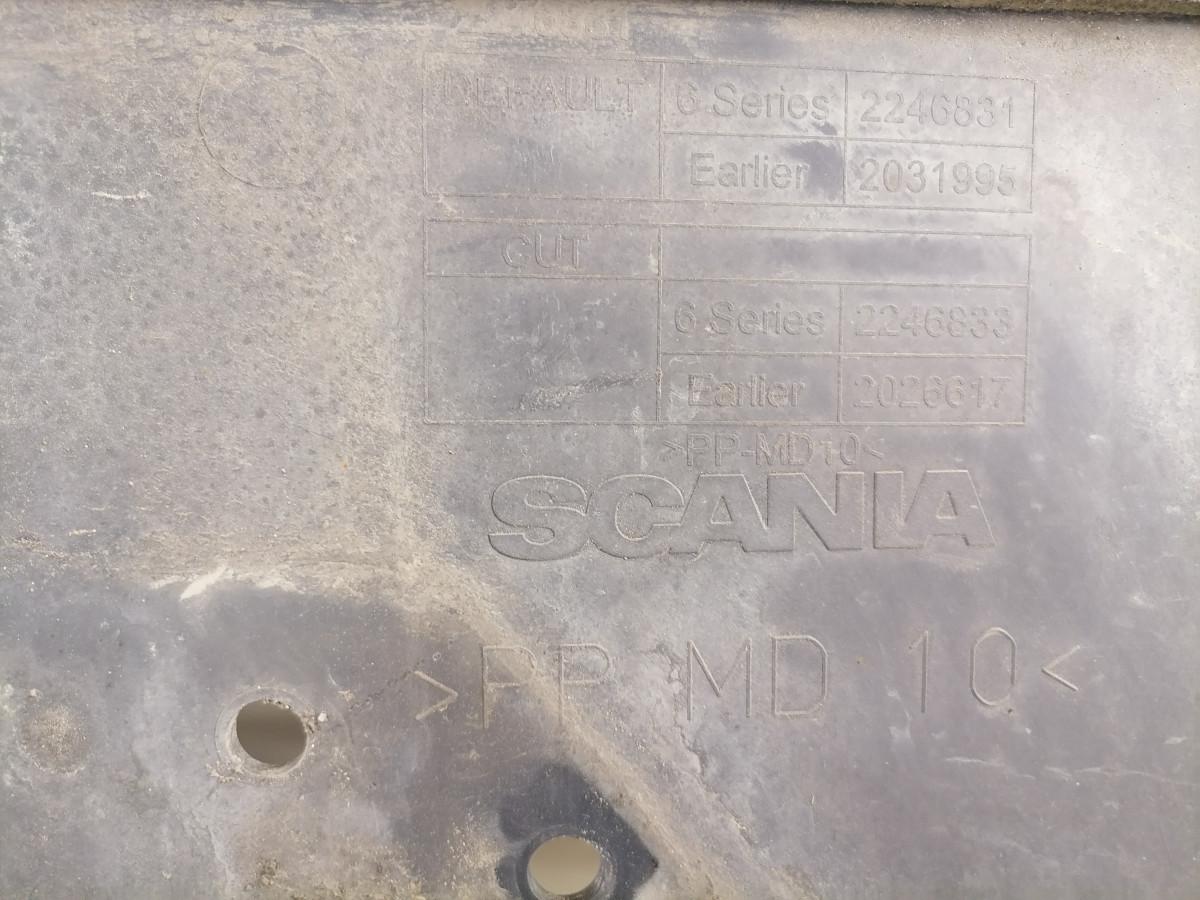 DEFAULT 6 Series 2246831
Earlier 2031995
CUT
6 Series 2246833
Earlier 2026617
>PP-MD10<
SCANIA
>PP MD 10<